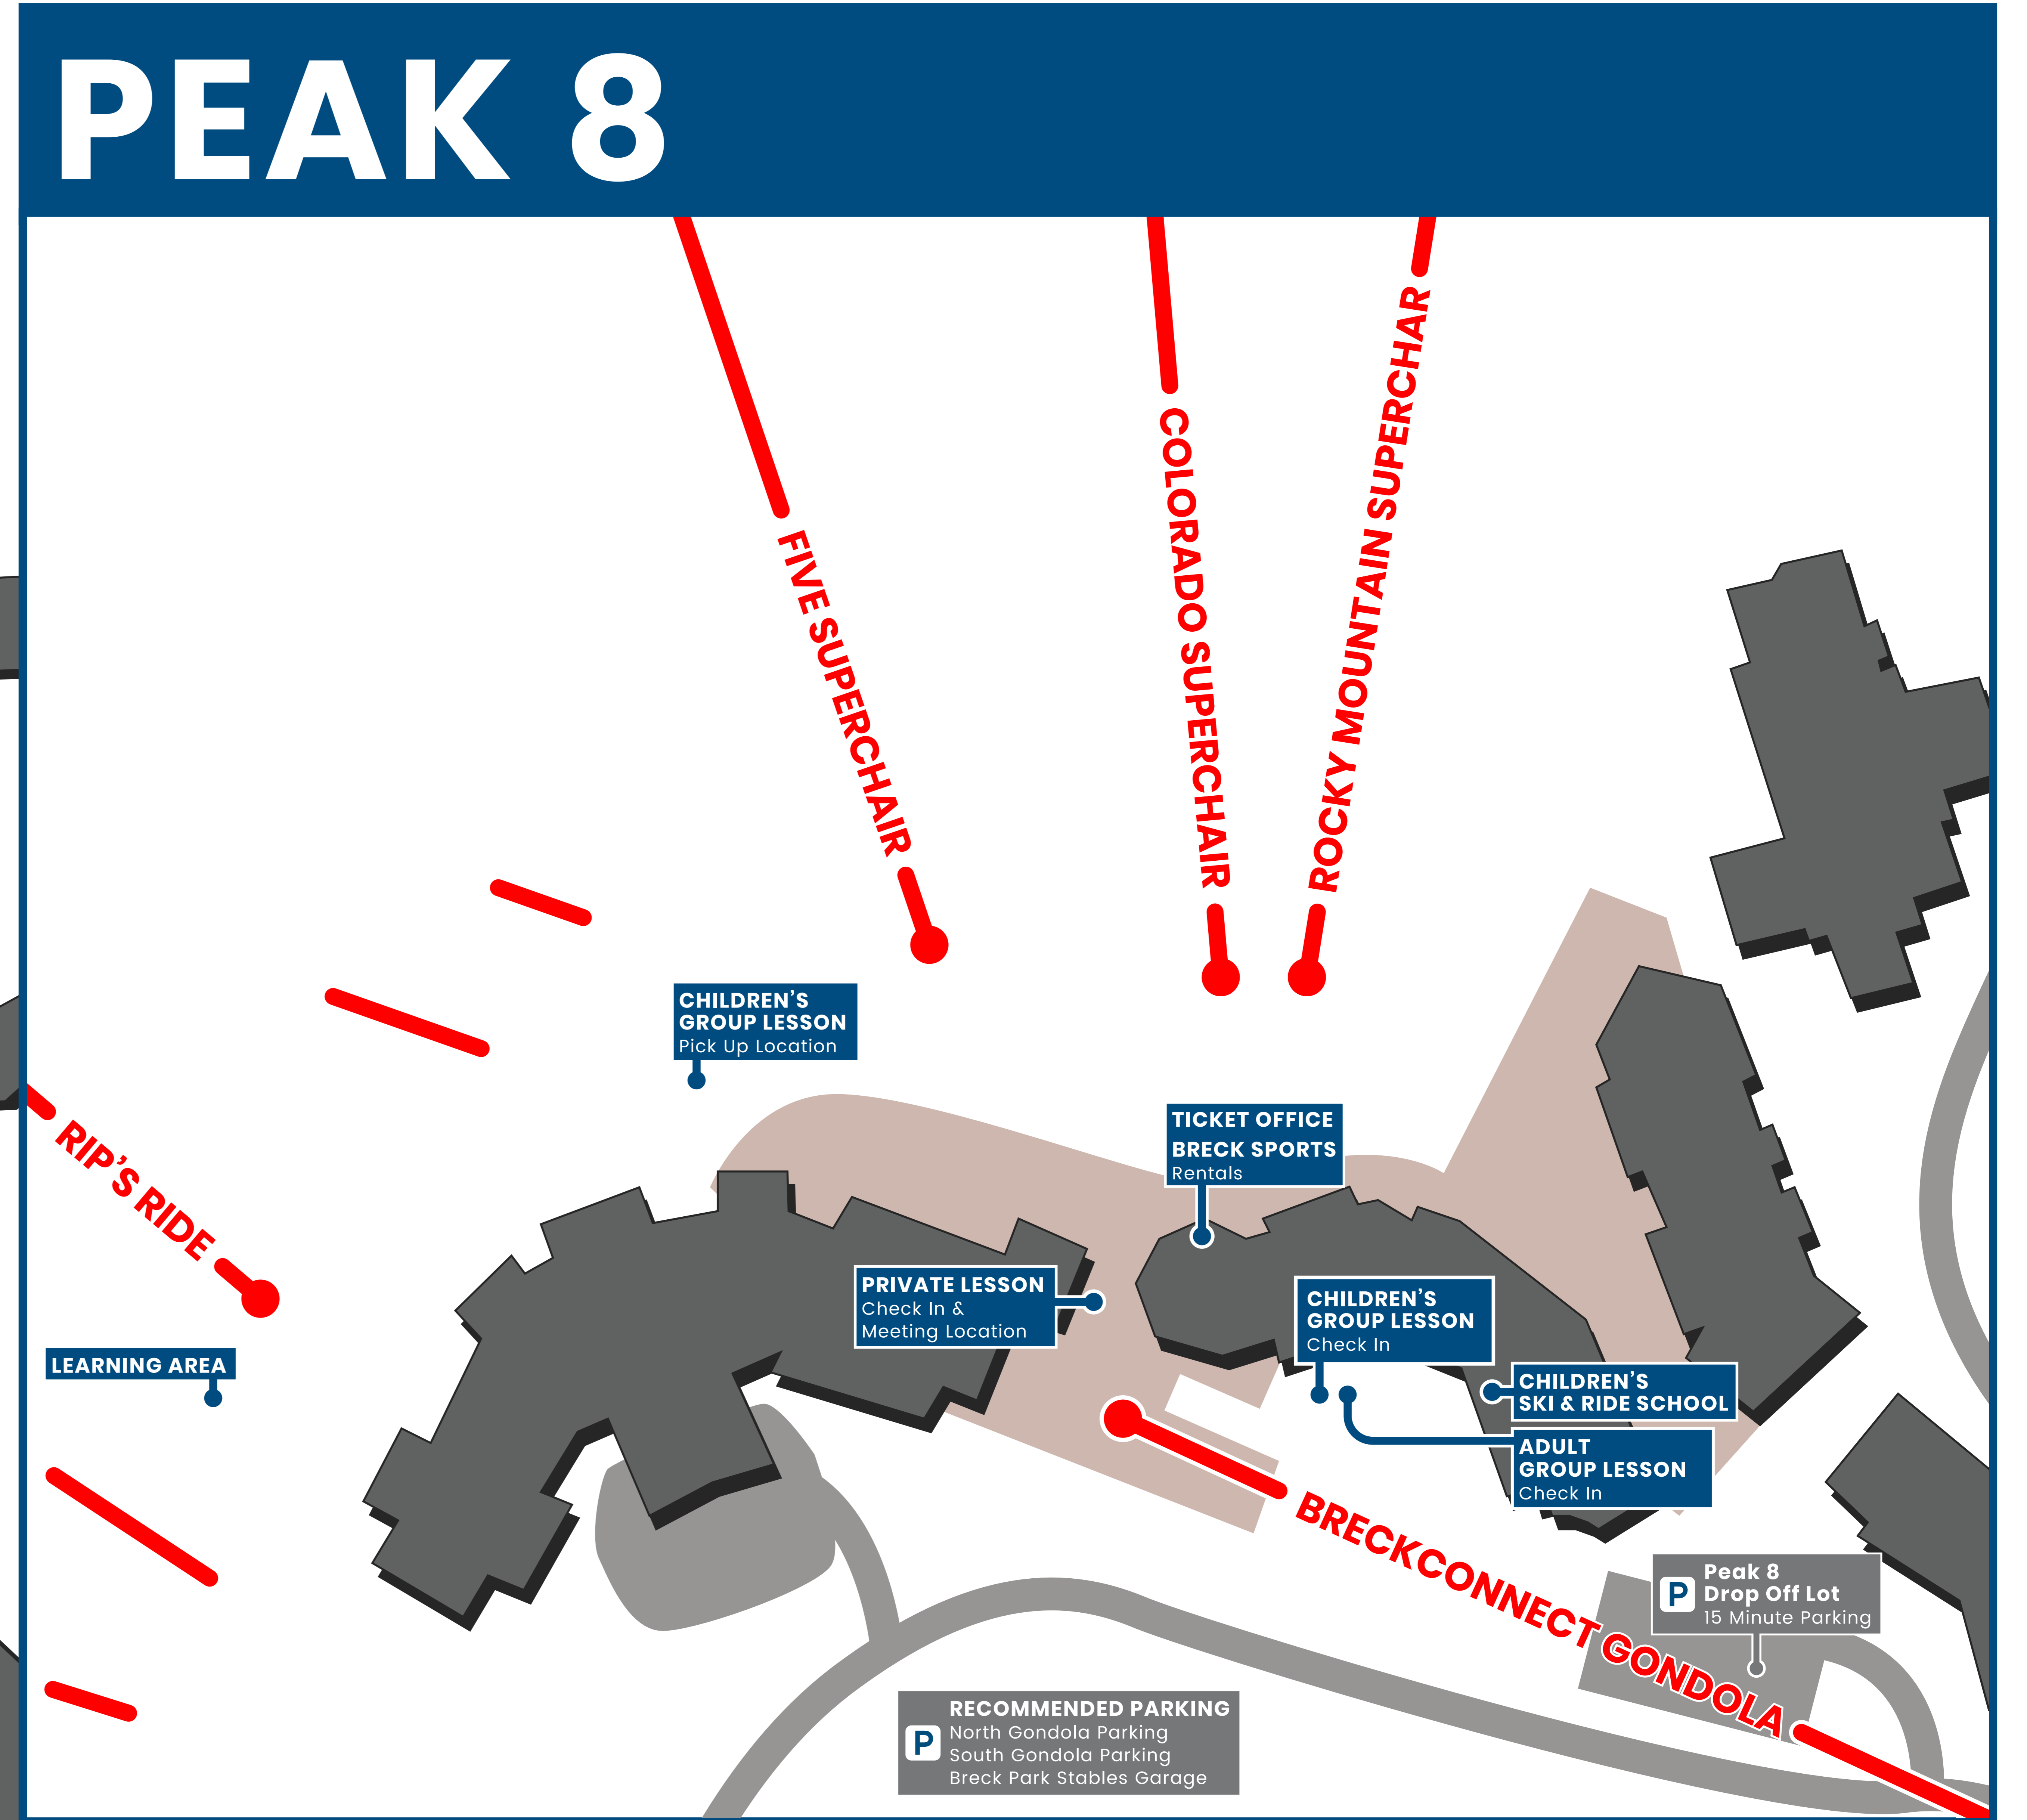 PEAK 8
FIVE SUPERCHAIR
COLORADO SUPERCHAIR
ROCKY MOUNTAIN SUPERCHAR
CHILDREN'S
GROUP LESSON
Pick Up Location
TICKET OFFICE
BRECK SPORTS
Rentals
RIP'S RIDE
PRIVATE LESSON
Check In &
Meeting Location
CHILDREN'S
GROUP LESSON
Check In
LEARNING AREA
CHILDREN'S
SKI & RIDE SCHOOL
ADULT
GROUP LESSON
Check In
BRECKCONNECT GONDOLA
P
Peak 8
Drop Off Lot
15 Minute Parking
P
RECOMMENDED PARKING
North Gondola Parking
South Gondola Parking
Breck Park Stables Garage